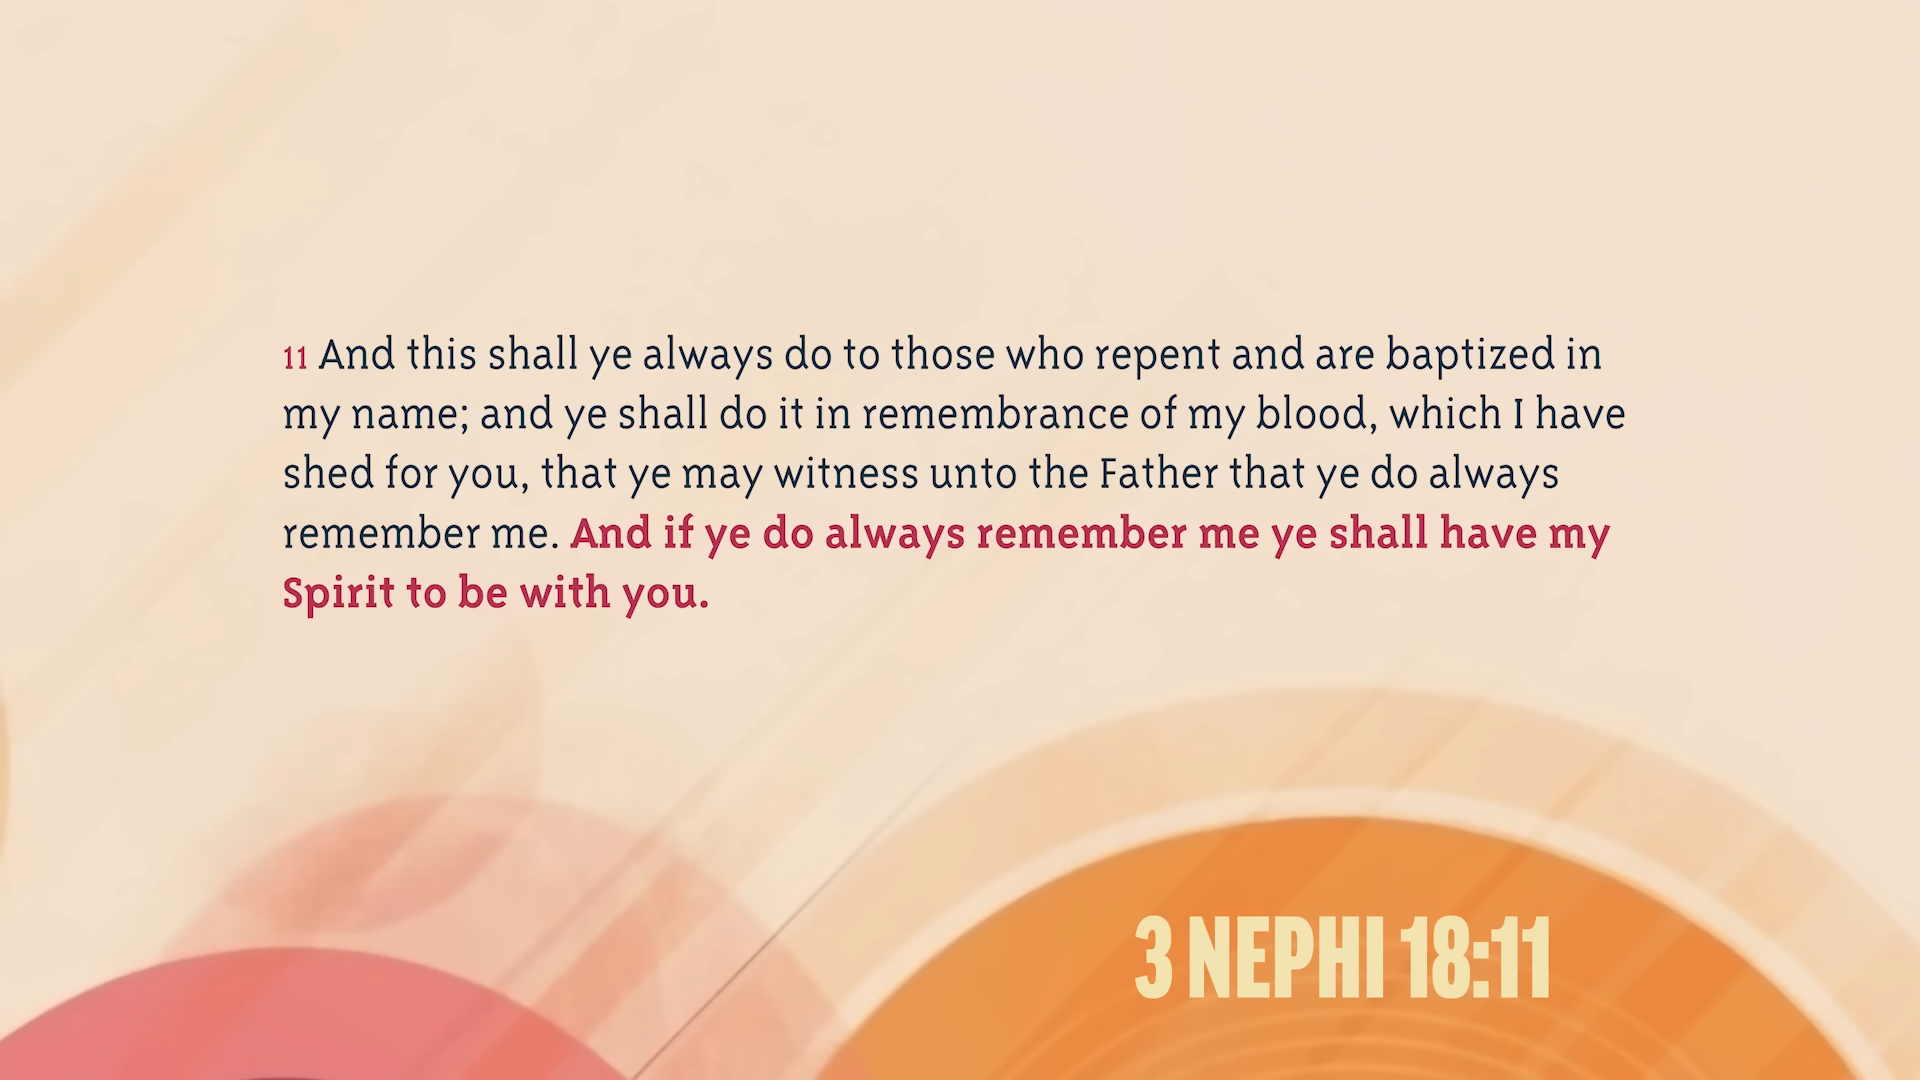 11 And this shall ye always do to those who repent and are baptized in
my name; and ye shall do it in remembrance of my blood, which I have
shed for you, that ye may witness unto the Father that ye do always
remember me. And if ye do always remember me ye shall have my
Spirit to be with you.
3 NEPHI 18:11